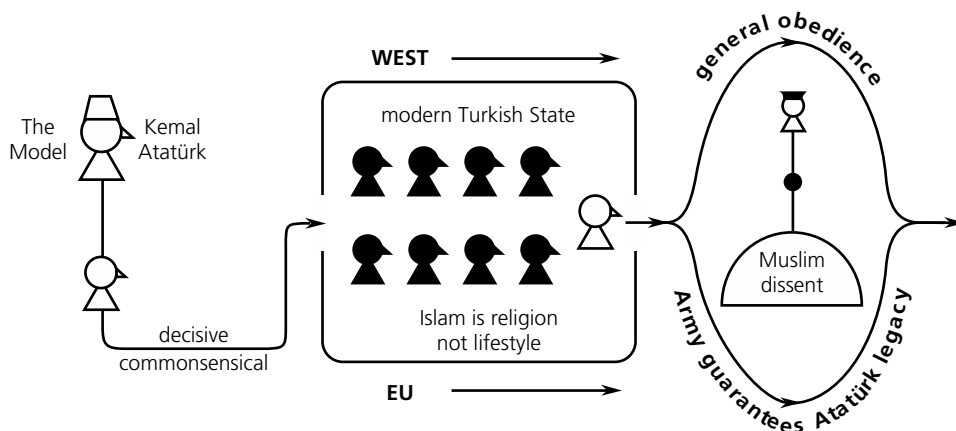 The
Model
Kemal
Atatürk
decisive
commonsensical
WEST
modern Turkish State
Islam is religion
not lifestyle
EU
general obedience
Muslim
dissent
Army guarantees Atatürk legacy